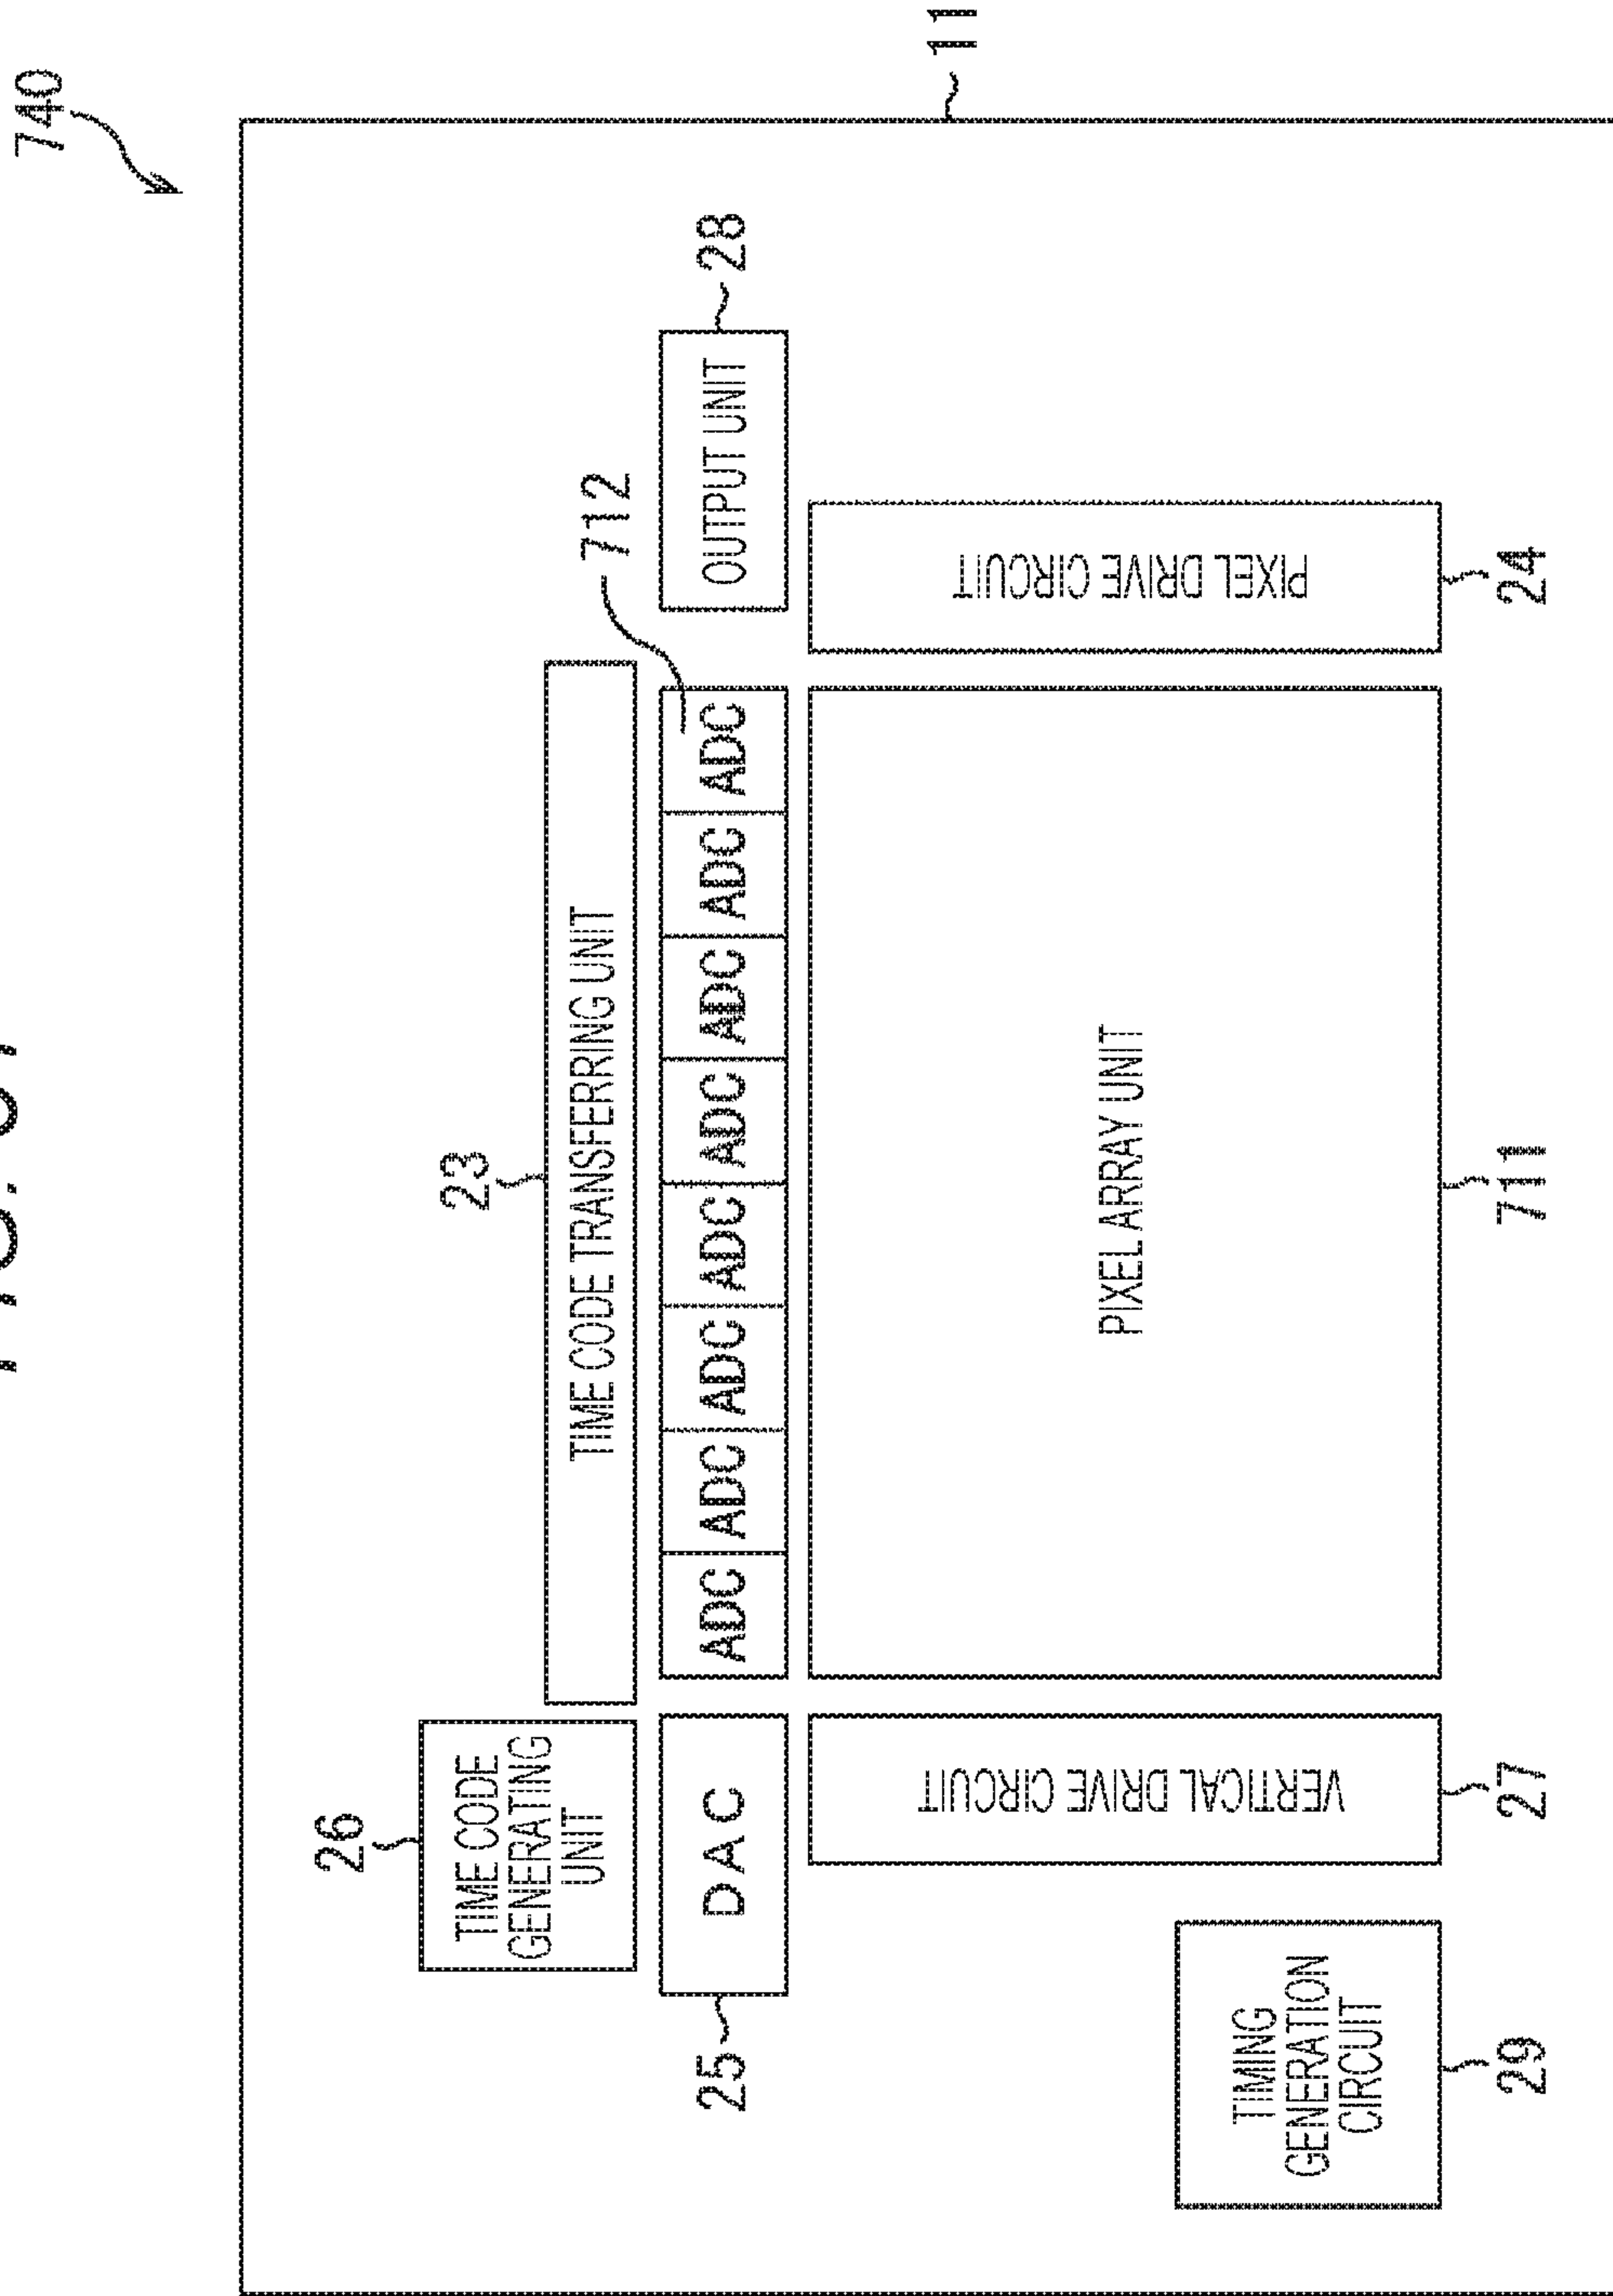 740
11
26
TIME CODE
GENERATING
UNIT
23
TIME CODE TRANSFERRING UNIT
712
25
DAC
ADC
ADC
ADC
ADC
ADC
ADC
ADC
ADC
OUTPUT UNIT
28
VERTICAL DRIVE CIRCUIT
27
PIXEL ARRAY UNIT
711
PIXEL DRIVE CIRCUIT
24
TIMING
GENERATION
CIRCUIT
29